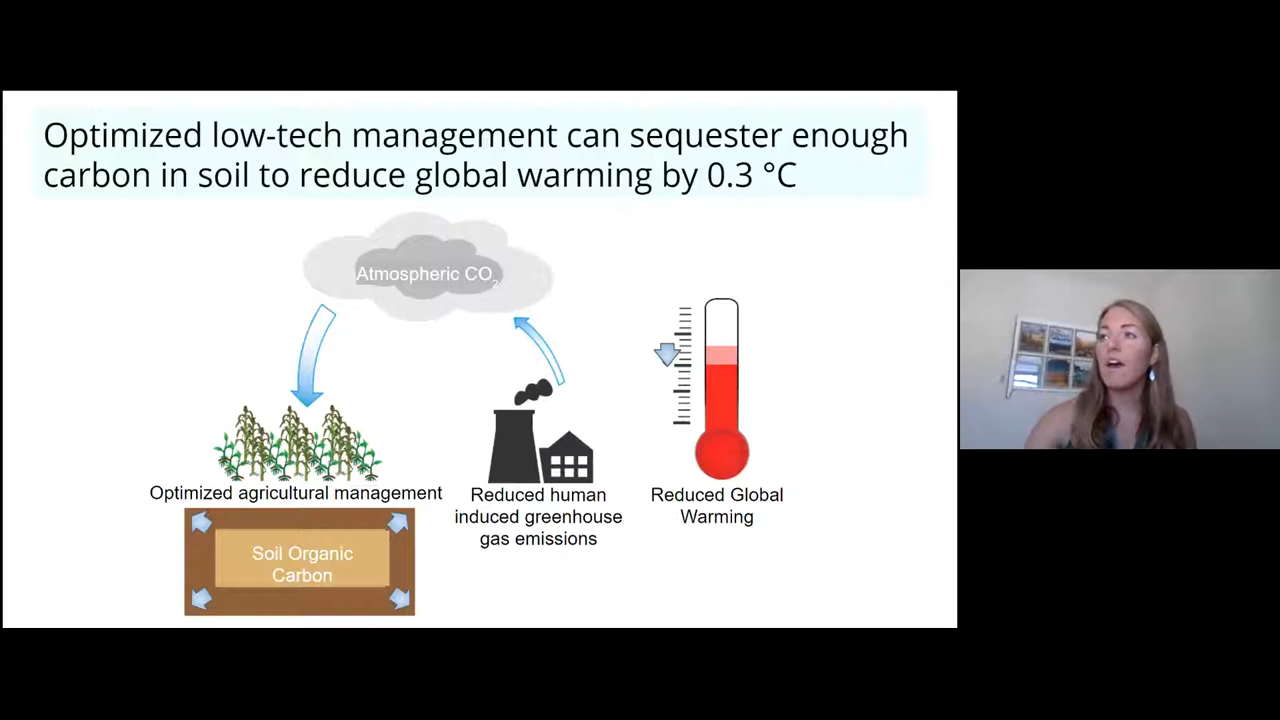 Optimized low-tech management can sequester enough
carbon in soil to reduce global warming by 0.3 °C
Atmospheric CO₂
Optimized agricultural management
Soil Organic
Carbon
Reduced human
induced greenhouse
gas emissions
Reduced Global
Warming